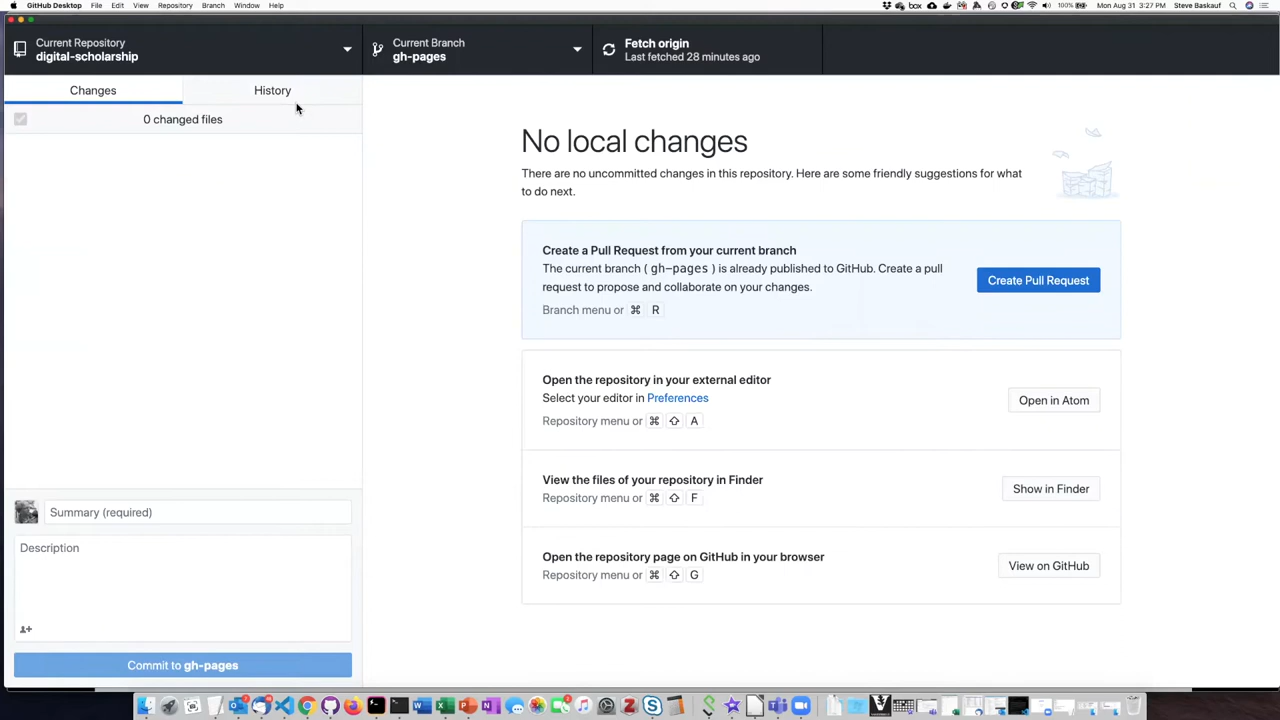 GitHub Desktop File Edit View Repository Branch Window Help
box 100% Mon Aug 31 3:27 PM Steve Baskauf
Current Repository
digital-scholarship
Current Branch
gh-pages
Fetch origin
Last fetched 28 minutes ago
Changes
History
0 changed files
No local changes
There are no uncommitted changes in this repository. Here are some friendly suggestions for what
to do next.
Create a Pull Request from your current branch
The current branch ( gh-pages ) is already published to GitHub. Create a pull
request to propose and collaborate on your changes.
Branch menu or ⌘ R
Create Pull Request
Open the repository in your external editor
Select your editor in Preferences
Repository menu or ⌘ ⇧ A
Open in Atom
View the files of your repository in Finder
Repository menu or ⌘ ⇧ F
Show in Finder
Open the repository page on GitHub in your browser
Repository menu or ⌘ ⇧ G
View on GitHub
Summary (required)
Description
Commit to gh-pages